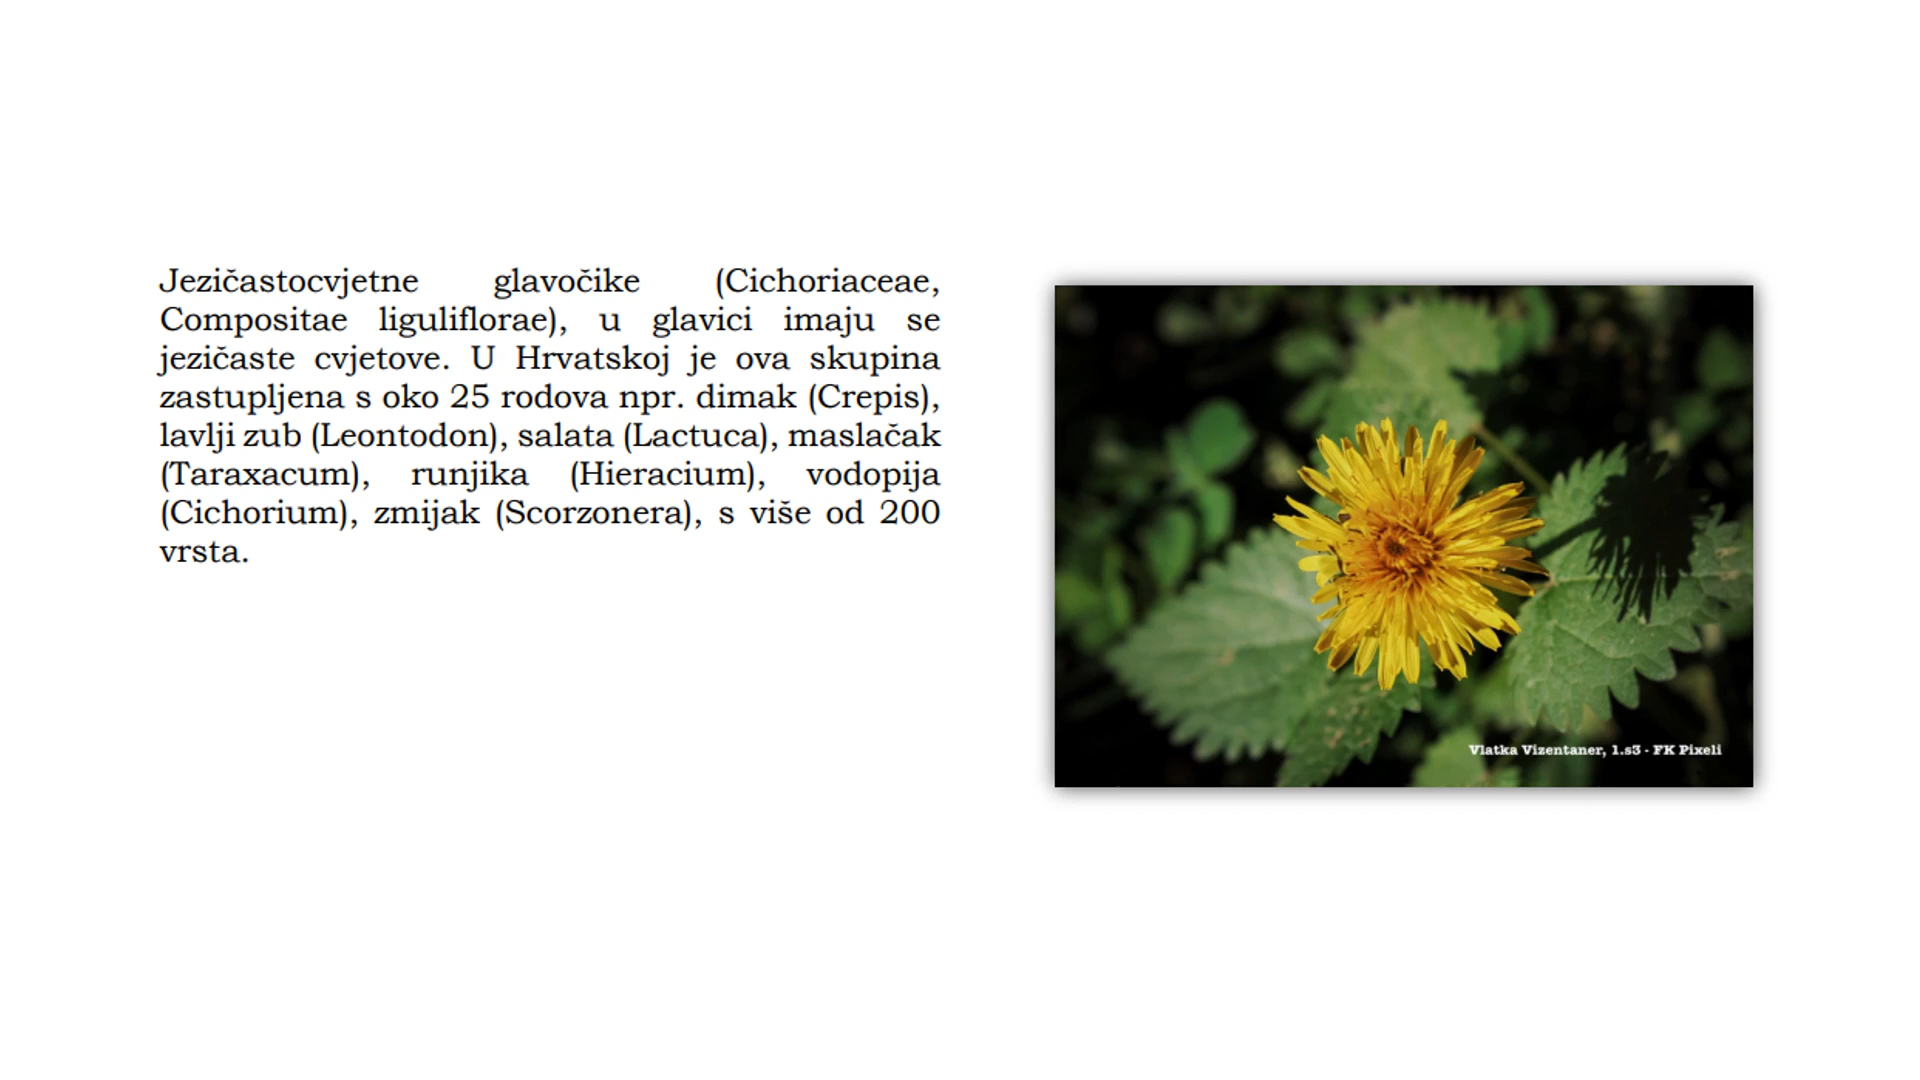 Jezičastocvjetne glavočike (Cichoriaceae,
Compositae liguliflorae), u glavici imaju se
jezičaste cvjetove. U Hrvatskoj je ova skupina
zastupljena s oko 25 rodova npr. dimak (Crepis),
lavlji zub (Leontodon), salata (Lactuca), maslačak
(Taraxacum), runjika (Hieracium), vodopija
(Cichorium), zmijak (Scorzonera), s više od 200
vrsta.
Vlatka Vizentaner, 1.s3 - FK Pixeli